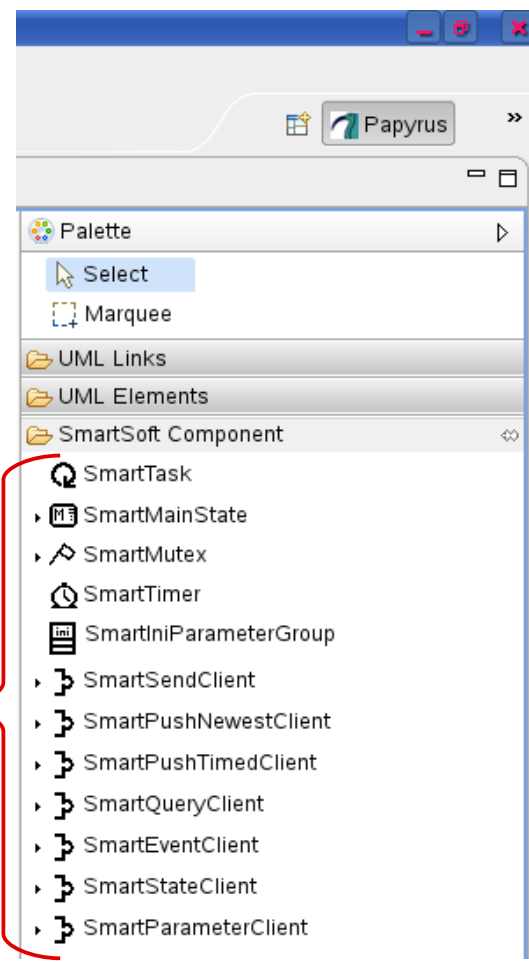 Papyrus »
Palette
Select
Marquee
UML Links
UML Elements
SmartSoft Component
SmartTask
SmartMainState
SmartMutex
SmartTimer
ini SmartIniParameterGroup
SmartSendClient
SmartPushNewestClient
SmartPushTimedClient
SmartQueryClient
SmartEventClient
SmartStateClient
SmartParameterClient